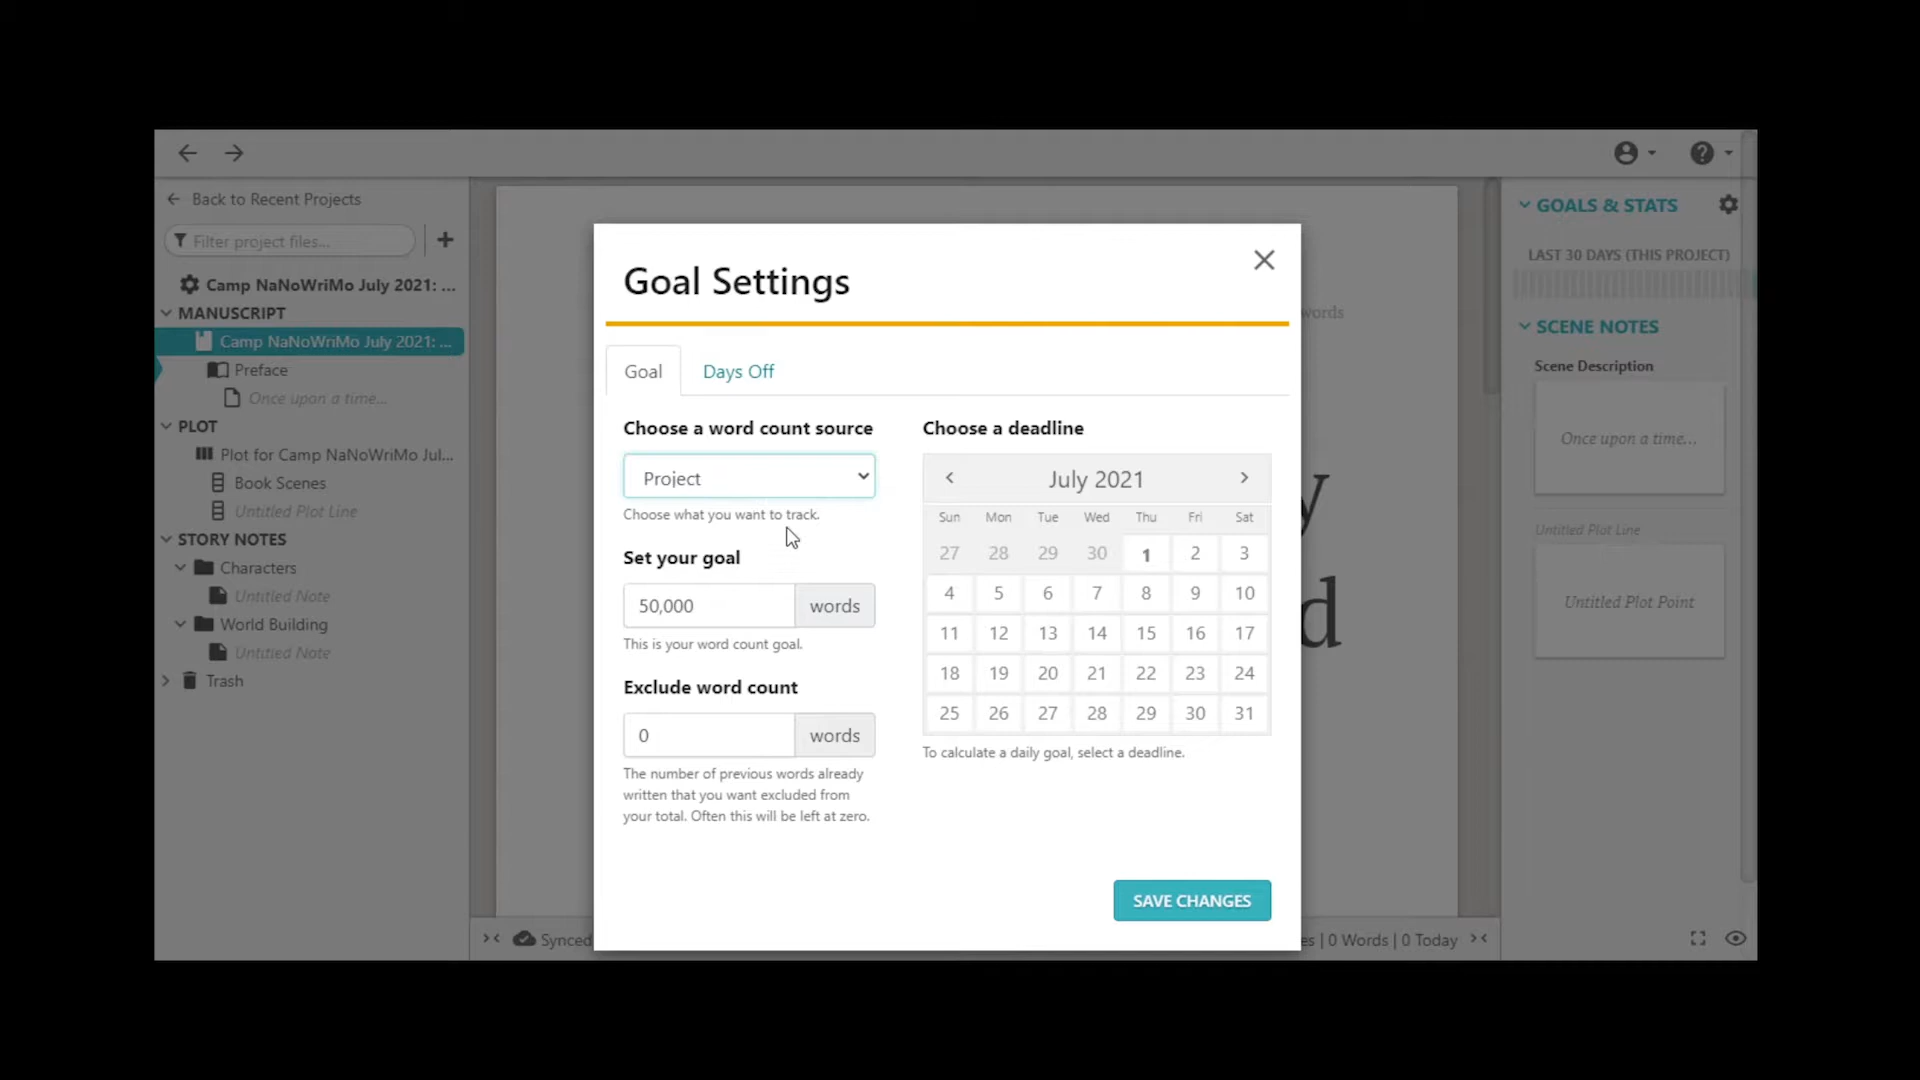 Back to Recent Projects
Filter project files...
Camp NaNoWriMo July 2021: ...
MANUSCRIPT
Camp NaNoWriMo July 2021: ...
Preface
Once upon a time...
PLOT
Plot for Camp NaNoWriMo Jul...
Book Scenes
Untitled Plot Line
STORY NOTES
Characters
Untitled Note
World Building
Untitled Note
Trash
Goal Settings
Goal
Days Off
Choose a word count source
Project
Choose what you want to track.
Set your goal
50,000 words
This is your word count goal.
Exclude word count
0 words
The number of previous words already
written that you want excluded from
your total. Often this will be left at zero.
Choose a deadline
July 2021
Sun Mon Tue Wed Thu Fri Sat
27 28 29 30 1 2 3
4 5 6 7 8 9 10
11 12 13 14 15 16 17
18 19 20 21 22 23 24
25 26 27 28 29 30 31
To calculate a daily goal, select a deadline.
SAVE CHANGES
words
y
d
Synced
es | 0 Words | 0 Today
GOALS & STATS
LAST 30 DAYS (THIS PROJECT)
SCENE NOTES
Scene Description
Once upon a time...
Untitled Plot Line
Untitled Plot Point